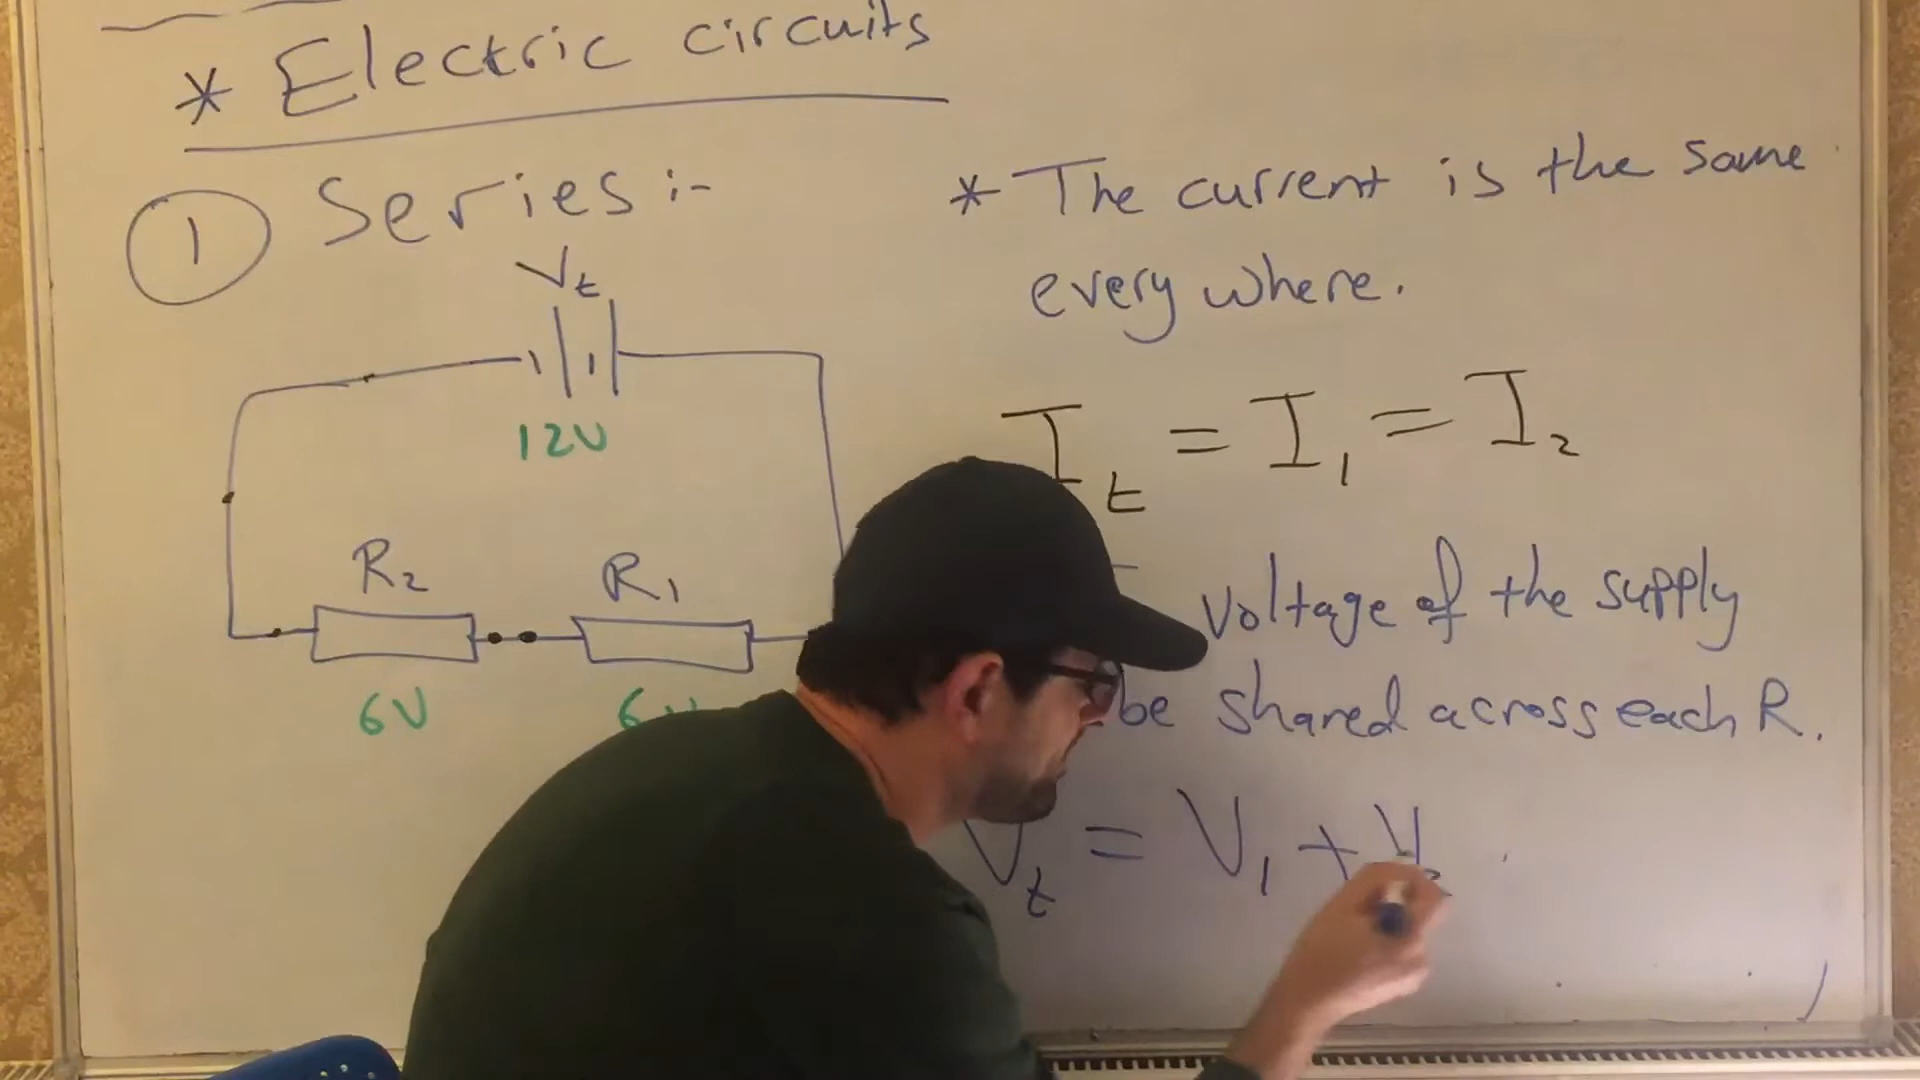 * Electric circuits
① Series :-
Vt
12V
R2
R1
6V
6V
* The current is the same
every where.
It = I1 = I2
voltage of the supply
be shared across each R.
Vt = V1 + V2